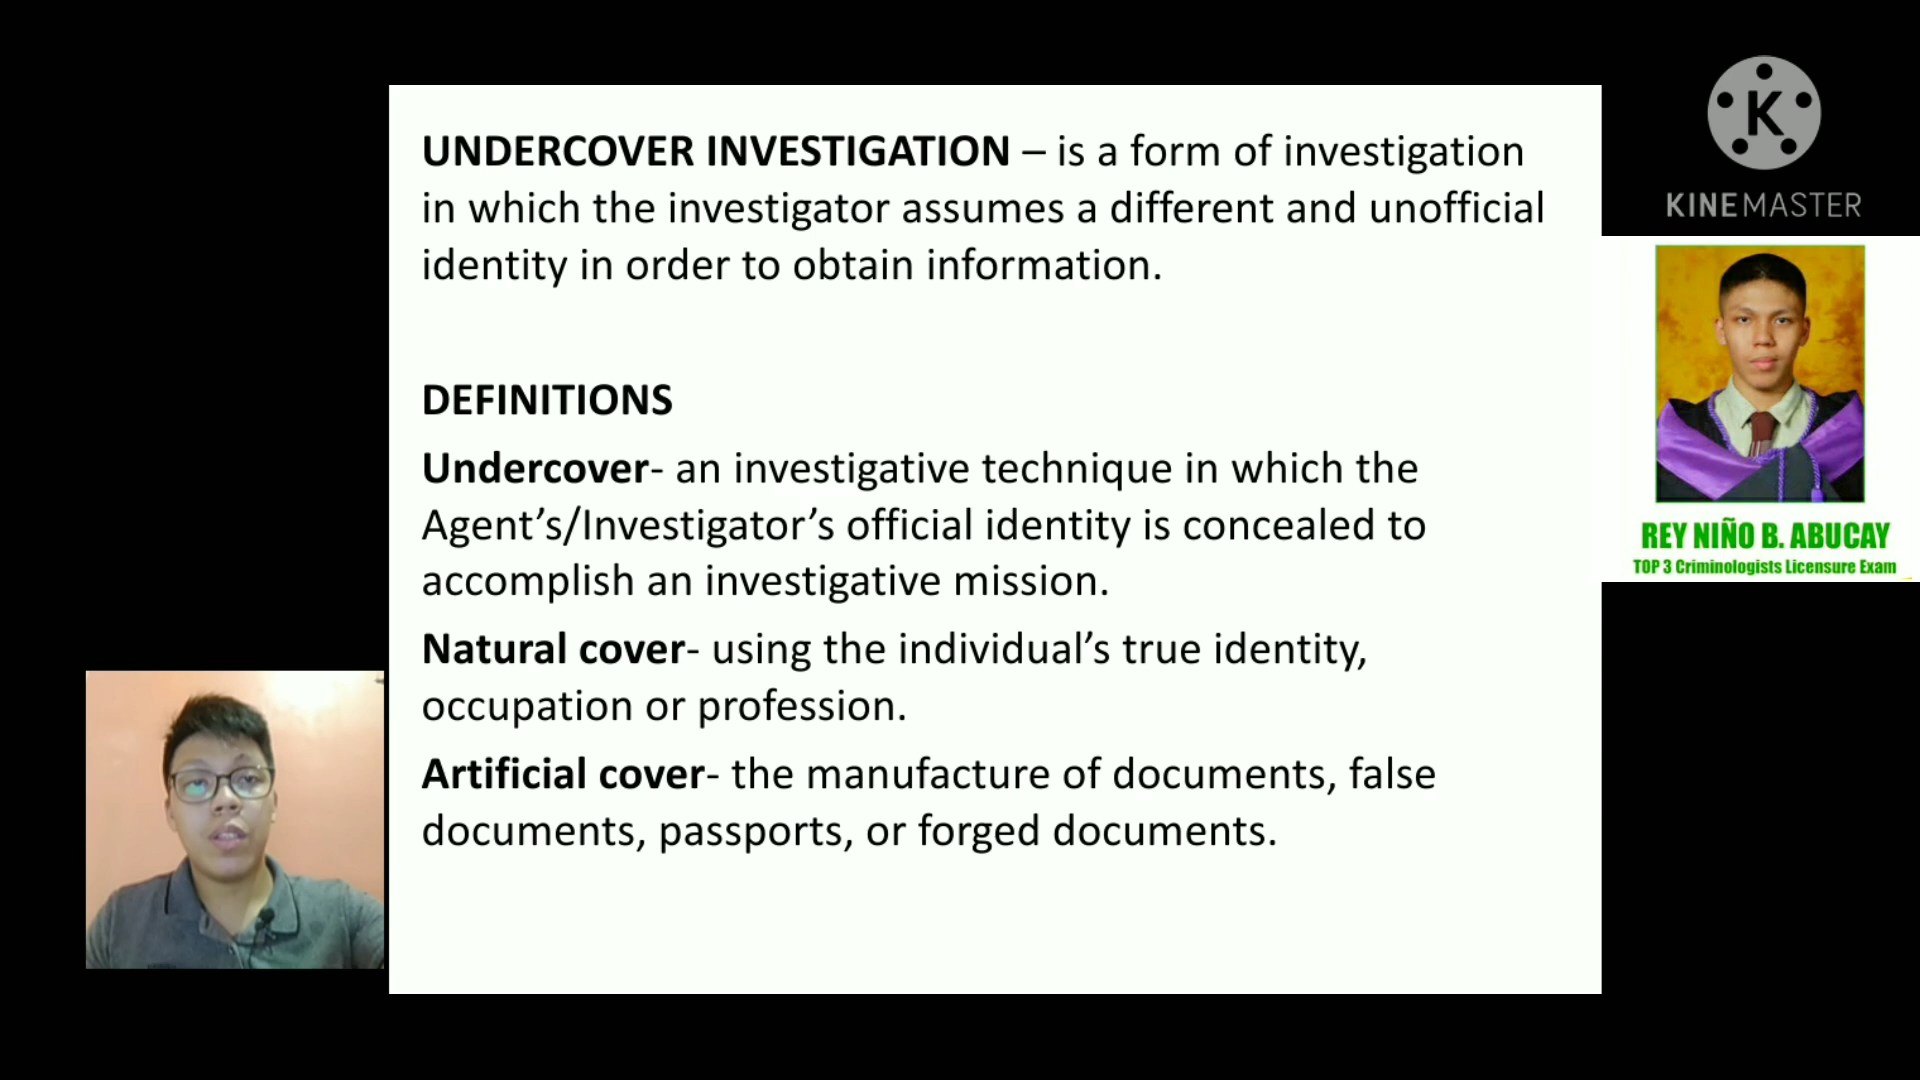 UNDERCOVER INVESTIGATION – is a form of investigation
in which the investigator assumes a different and unofficial
identity in order to obtain information.
DEFINITIONS
Undercover- an investigative technique in which the
Agent’s/Investigator’s official identity is concealed to
accomplish an investigative mission.
Natural cover- using the individual’s true identity,
occupation or profession.
Artificial cover- the manufacture of documents, false
documents, passports, or forged documents.
K
KINEMASTER
REY NIÑO B. ABUCAY
TOP 3 Criminologists Licensure Exam